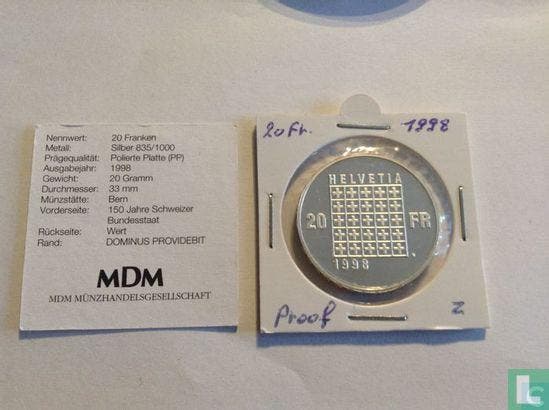 Nennwert: 20 Franken
Metall: Silber 835/1000
Prägequalität: Polierte Platte (PP)
Ausgabejahr: 1998
Gewicht: 20 Gramm
Durchmesser: 33 mm
Münzstätte: Bern
Vorderseite: 150 Jahre Schweizer
Bundesstaat
Rückseite: Wert
Rand: DOMINUS PROVIDEBIT
MDM
MDM MÜNZHANDELSGESELLSCHAFT
20 Fr. 1998
HELVETIA
20 FR
1998
Proof z
catawiki